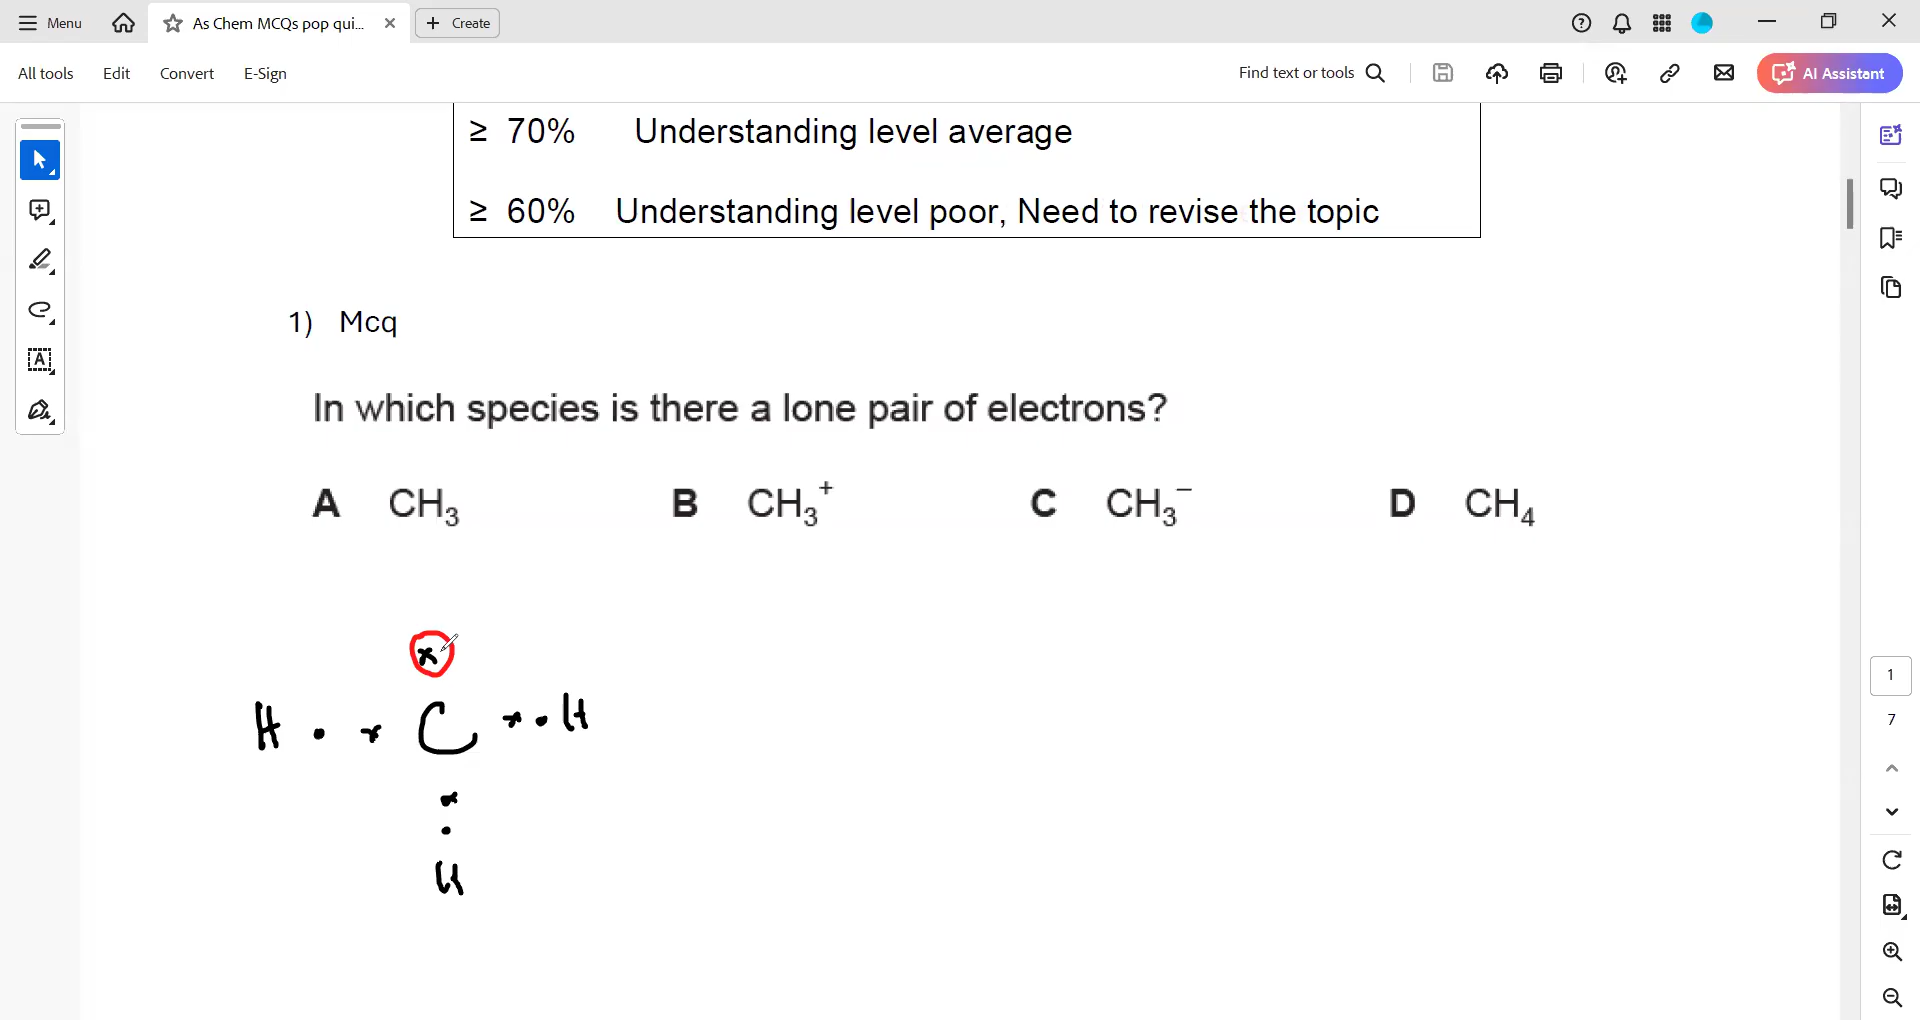 Menu
As Chem MCQs pop qui...
Create
All tools
Edit
Convert
E-Sign
Find text or tools
AI Assistant
≥ 70% Understanding level average
≥ 60% Understanding level poor, Need to revise the topic
1) Mcq
In which species is there a lone pair of electrons?
A CH₃ B CH₃⁺ C CH₃⁻ D CH₄
x
H • x C x • H
x
•
H
1
7